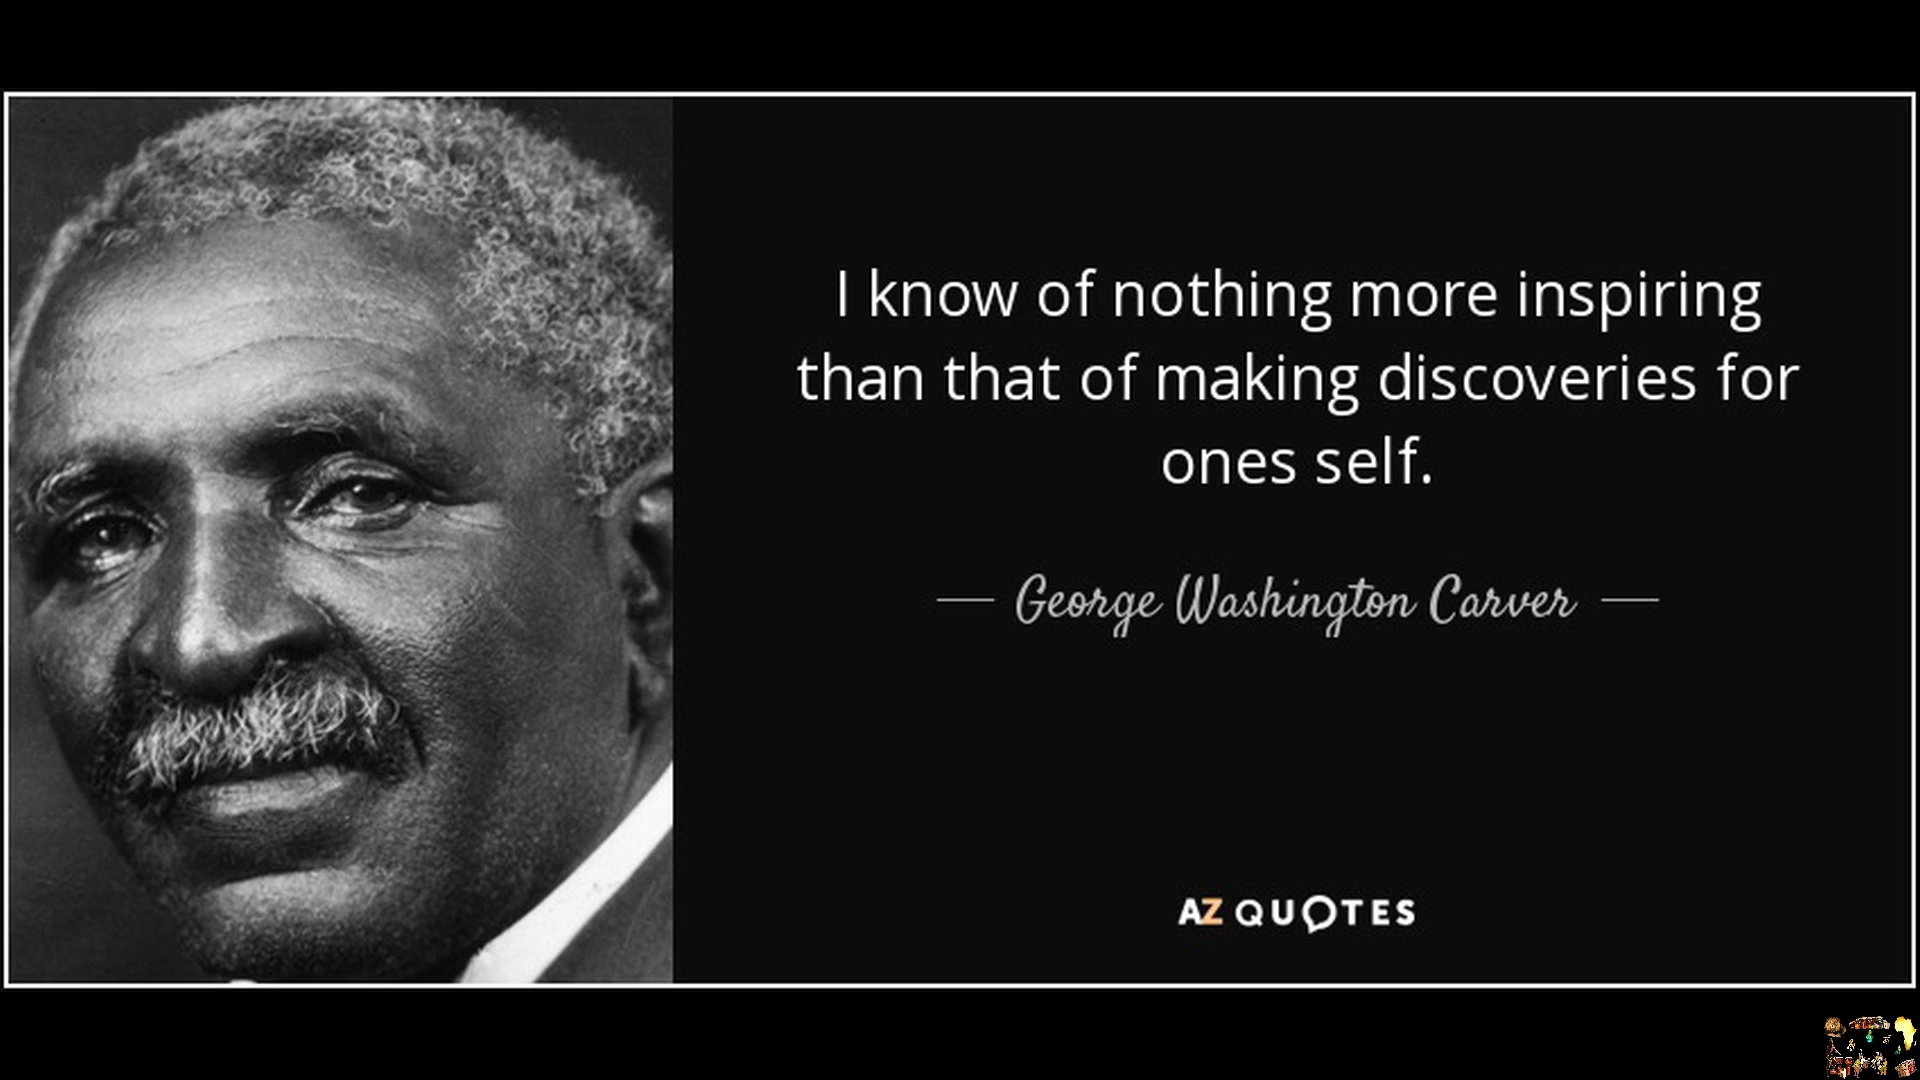 I know of nothing more inspiring
than that of making discoveries for
ones self.
— George Washington Carver —
AZ QUOTES